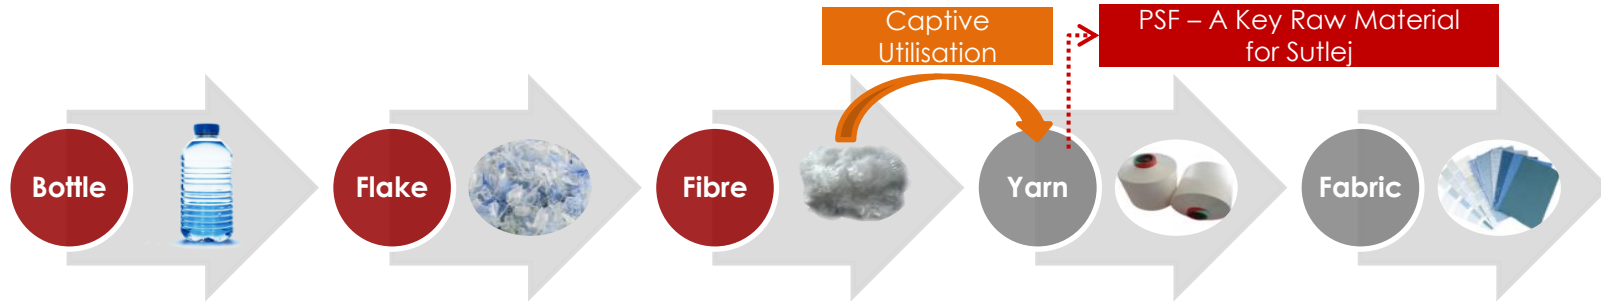 Captive
Utilisation
PSF – A Key Raw Material
for Sutlej
Bottle
Flake
Fibre
Yarn
Fabric